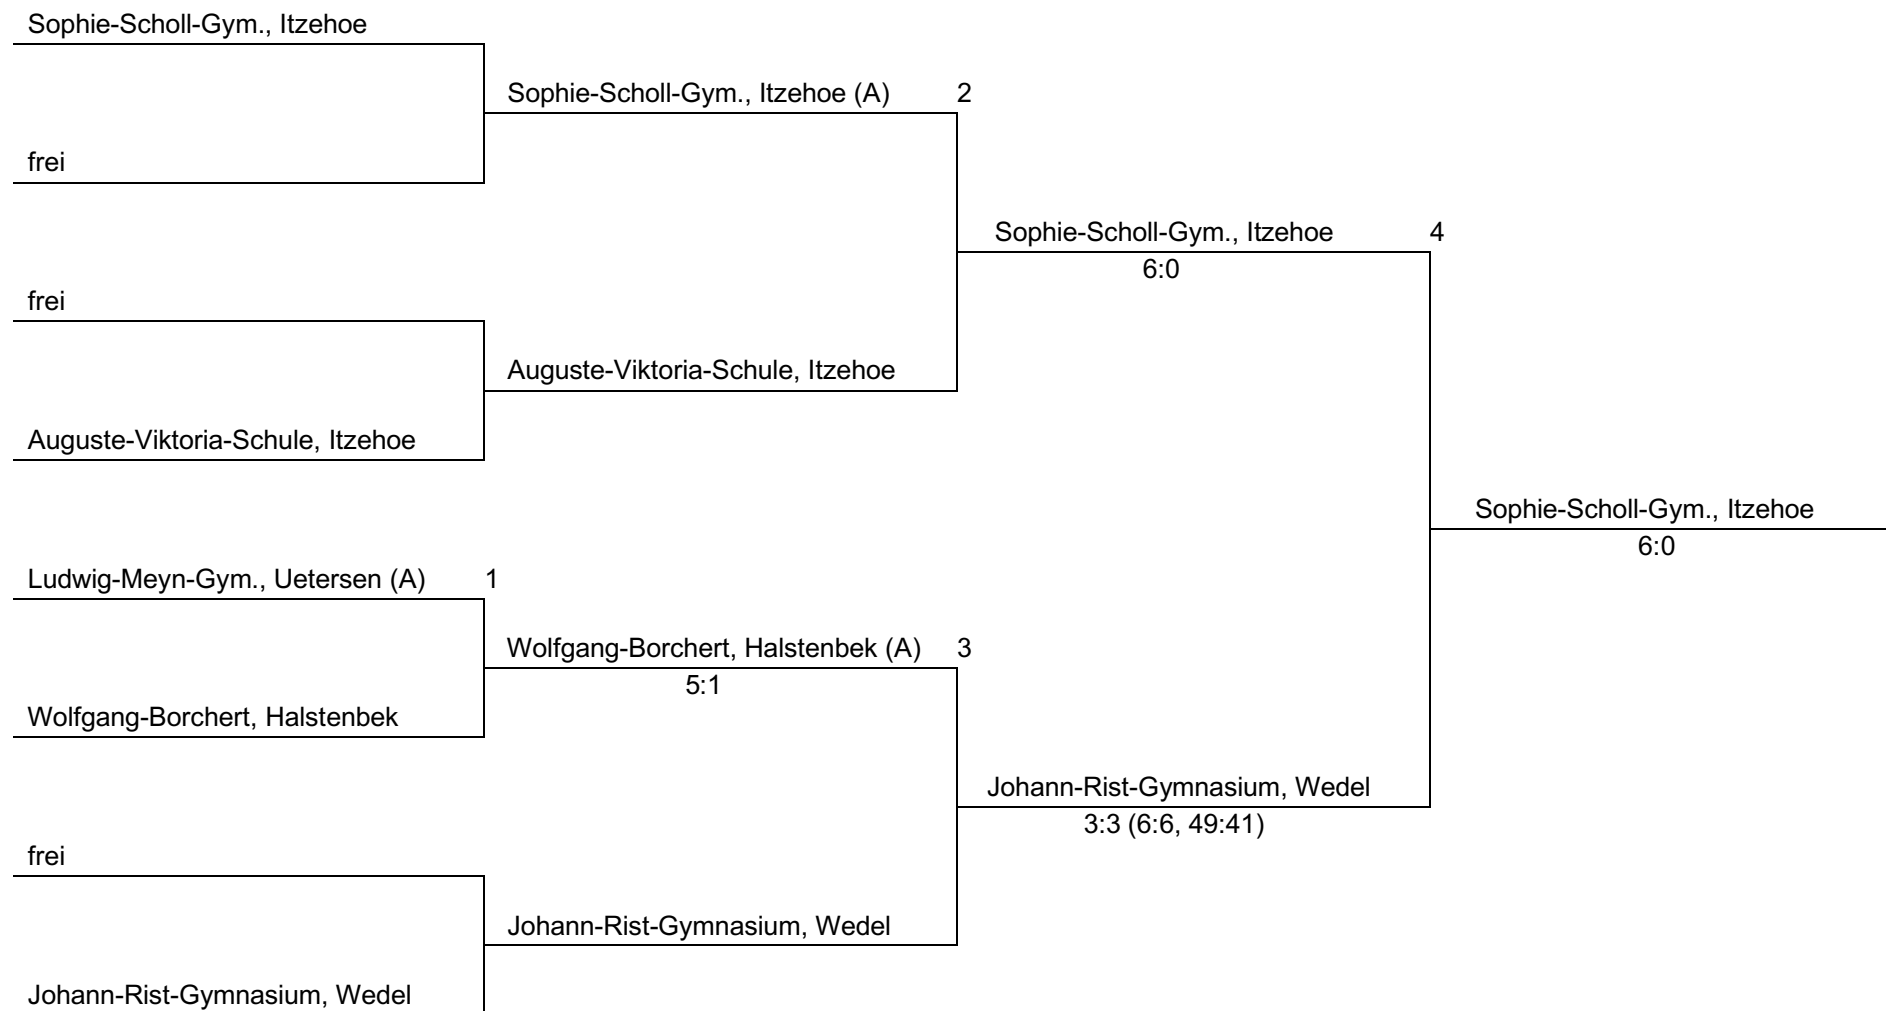 Sophie-Scholl-Gym., Itzehoe
Sophie-Scholl-Gym., Itzehoe (A) 2
frei
Sophie-Scholl-Gym., Itzehoe 4
6:0
frei
Auguste-Viktoria-Schule, Itzehoe
Auguste-Viktoria-Schule, Itzehoe
Sophie-Scholl-Gym., Itzehoe
6:0
Ludwig-Meyn-Gym., Uetersen (A) 1
Wolfgang-Borchert, Halstenbek (A) 3
5:1
Wolfgang-Borchert, Halstenbek
Johann-Rist-Gymnasium, Wedel
3:3 (6:6, 49:41)
frei
Johann-Rist-Gymnasium, Wedel
Johann-Rist-Gymnasium, Wedel